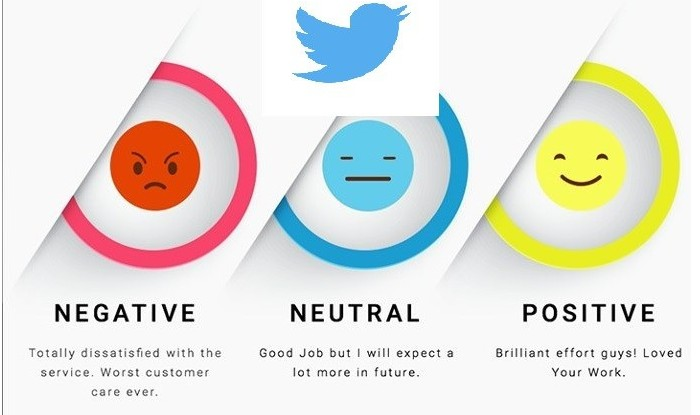 NEGATIVE
Totally dissatisfied with the
service. Worst customer
care ever.
NEUTRAL
Good Job but I will expect a
lot more in future.
POSITIVE
Brilliant effort guys! Loved
Your Work.